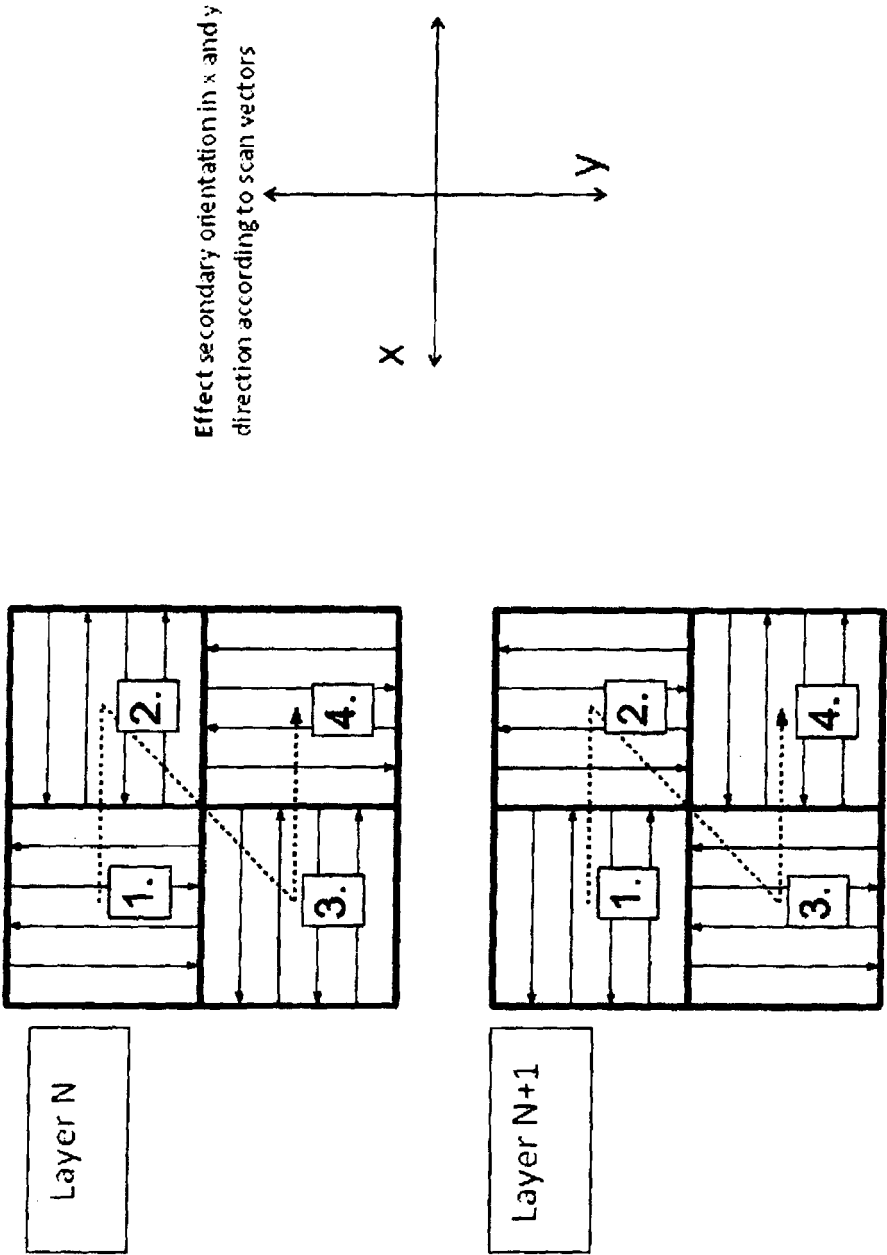 Layer N
1.
2.
3.
4.
Effect secondary orientation in x and y
direction according to scan vectors
x
y
Layer N+1
1.
2.
3.
4.